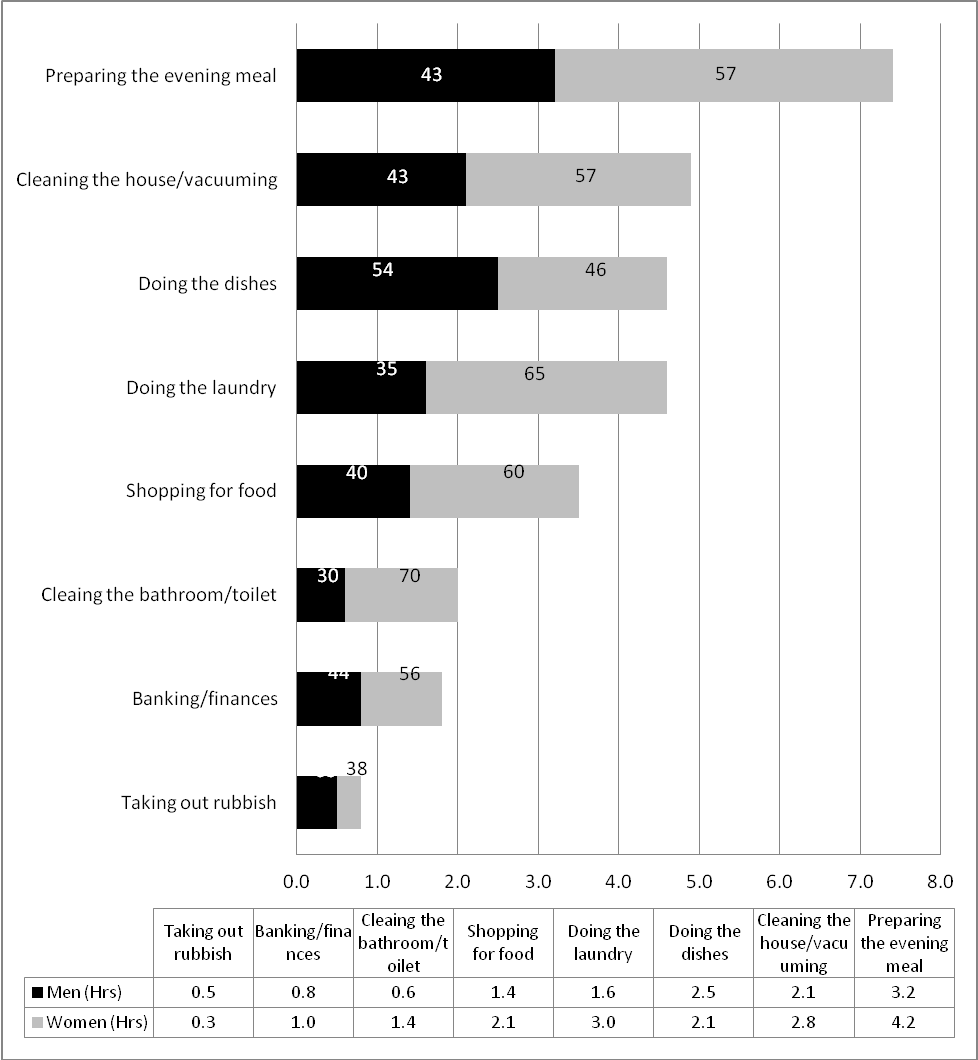 Preparing the evening meal 43 57
Cleaning the house/vacuuming 43 57
Doing the dishes 54 46
Doing the laundry 35 65
Shopping for food 40 60
Cleaing the bathroom/toilet 30 70
Banking/finances 44 56
Taking out rubbish 38
0.0 1.0 2.0 3.0 4.0 5.0 6.0 7.0 8.0
Taking out
rubbish
Banking/fina
nces
Cleaing the
bathroom/t
oilet
Shopping
for food
Doing the
laundry
Doing the
dishes
Cleaning the
house/vacu
uming
Preparing
the evening
meal
Men (Hrs) 0.5 0.8 0.6 1.4 1.6 2.5 2.1 3.2
Women (Hrs) 0.3 1.0 1.4 2.1 3.0 2.1 2.8 4.2